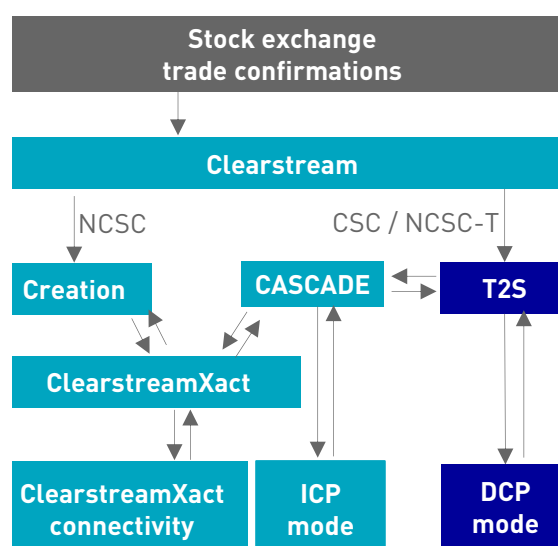 Stock exchange
trade confirmations
Clearstream
NCSC
CSC / NCSC-T
Creation
CASCADE
T2S
ClearstreamXact
ClearstreamXact
connectivity
ICP
mode
DCP
mode